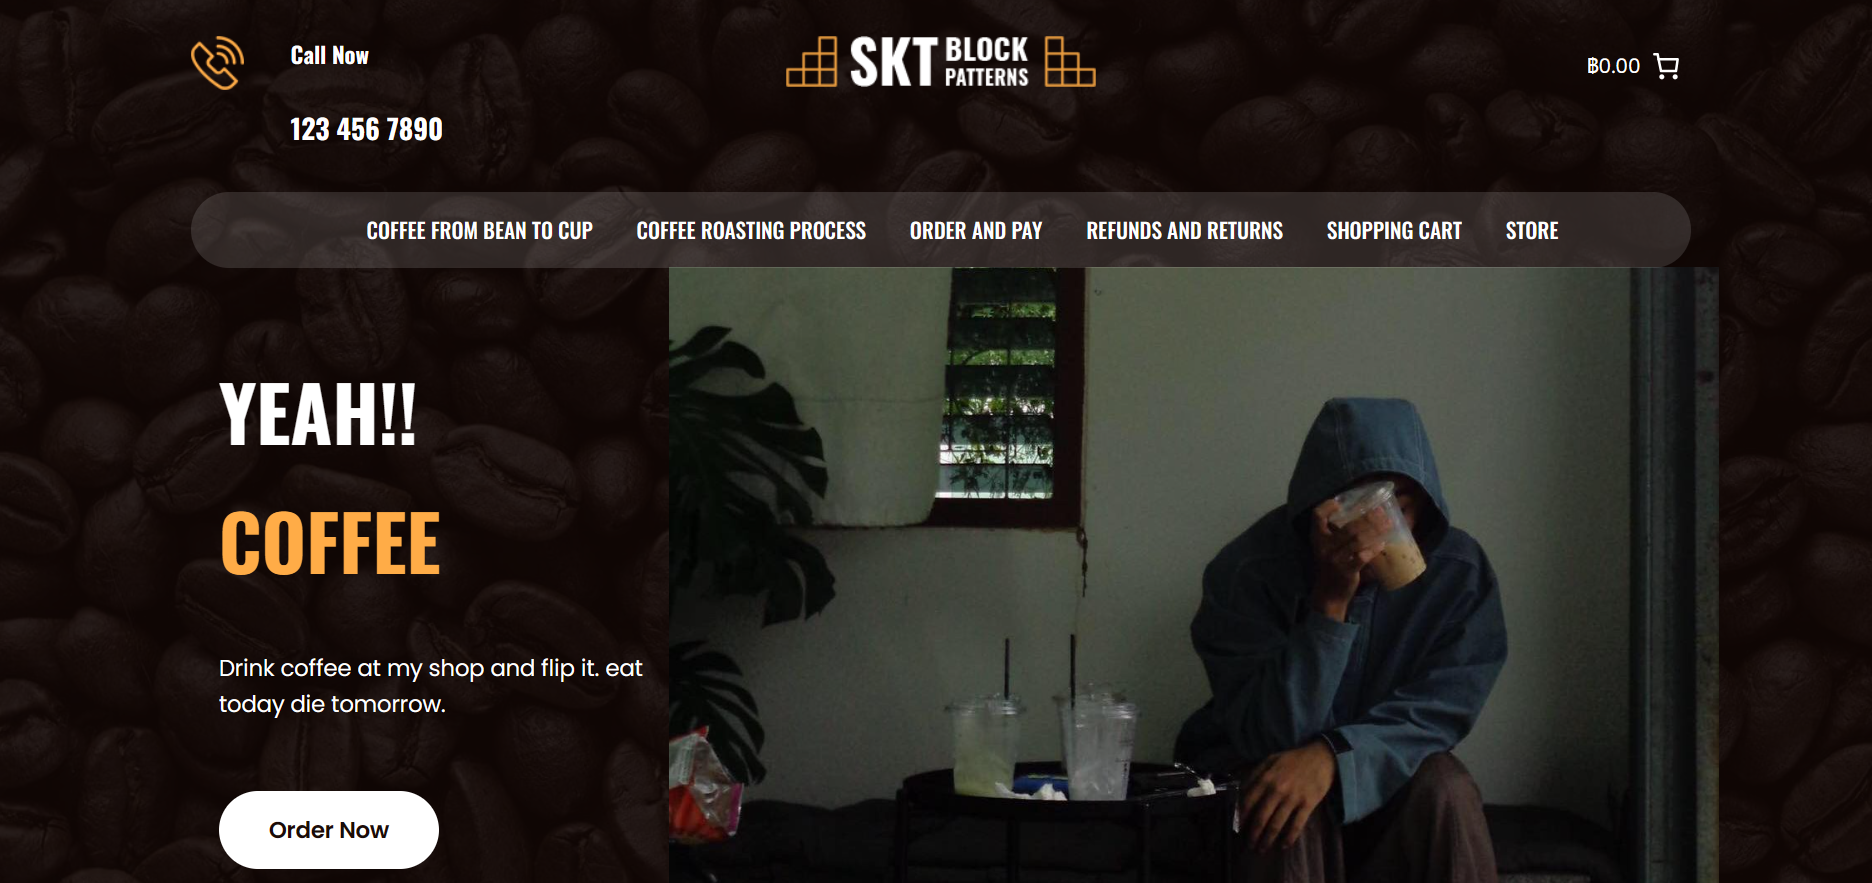 Call Now
123 456 7890
SKT BLOCK
PATTERNS
฿0.00
COFFEE FROM BEAN TO CUP COFFEE ROASTING PROCESS ORDER AND PAY REFUNDS AND RETURNS SHOPPING CART STORE
YEAH!!
COFFEE
Drink coffee at my shop and flip it. eat
today die tomorrow.
Order Now